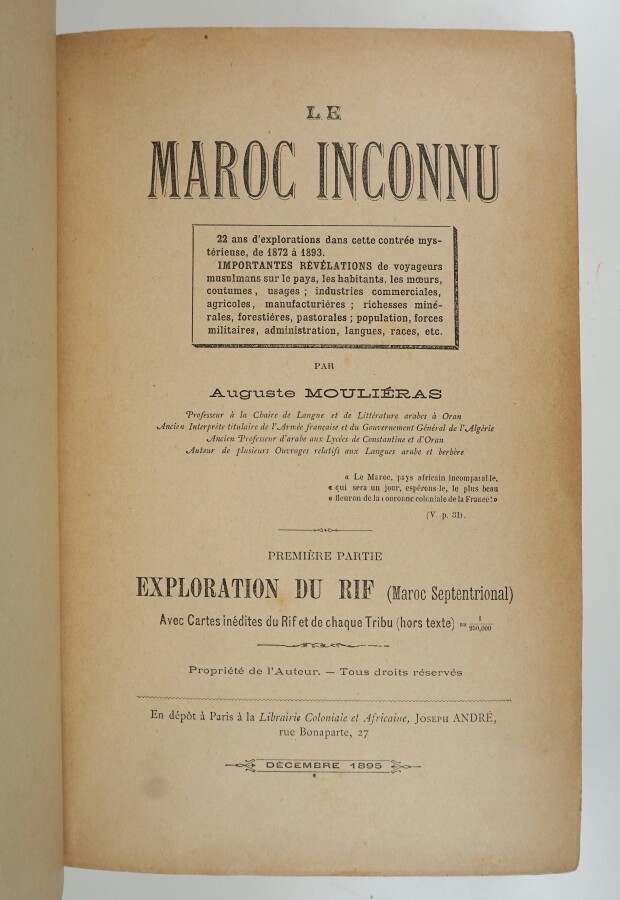 LE
MAROC INCONNU
22 ans d'explorations dans cette contrée mys-
térieuse, de 1872 à 1893.
IMPORTANTES RÉVÉLATIONS de voyageurs
musulmans sur le pays, les habitants, les mœurs,
coutumes, usages ; industries commerciales,
agricoles, manufacturières ; richesses miné-
rales, forestières, pastorales ; population, forces
militaires, administration, langues, races, etc.
PAR
Auguste MOULIÉRAS
Professeur à la Chaire de Langue et de Littérature arabes à Oran
Ancien Interprète titulaire de l'Armée française et du Gouvernement Général de l'Algérie
Ancien Professeur d'arabe aux Lycées de Constantine et d'Oran
Auteur de plusieurs Ouvrages relatifs aux Langues arabe et berbère
« Le Maroc, pays africain incomparable,
« qui sera un jour, espérons-le, le plus beau
« fleuron de la couronne coloniale de la France! »
(V. p. 31).
PREMIÈRE PARTIE
EXPLORATION DU RIF (Maroc Septentrional)
Avec Cartes inédites du Rif et de chaque Tribu (hors texte) au 1/250,000
Propriété de l'Auteur. — Tous droits réservés
En dépôt à Paris à la Librairie Coloniale et Africaine, JOSEPH ANDRÉ,
rue Bonaparte, 27
DÉCEMBRE 1895